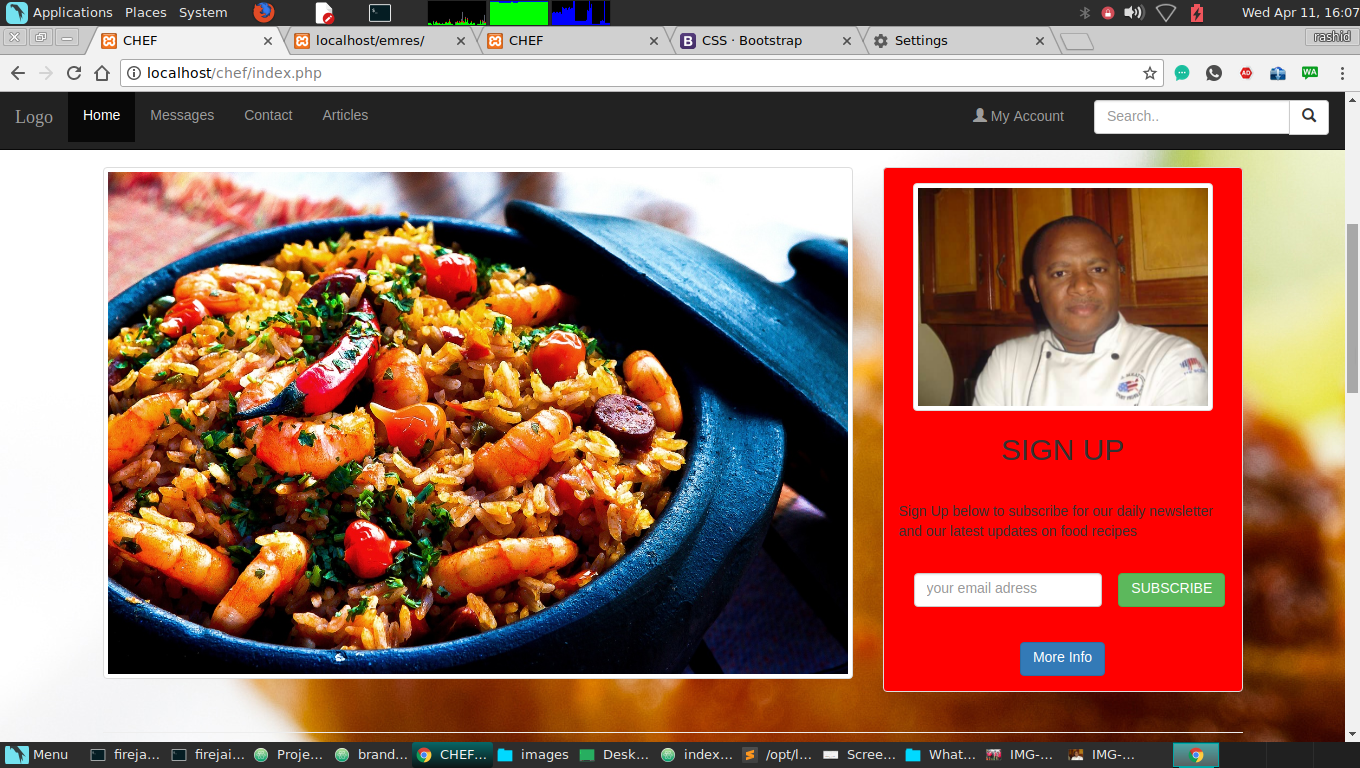 Applications Places System Wed Apr 11, 16:07
CHEF localhost/emres/ CHEF CSS · Bootstrap Settings rashid
localhost/chef/index.php AD WA
Logo Home Messages Contact Articles My Account Search..
SIGN UP
Sign Up below to subscribe for our daily newsletter
and our latest updates on food recipes
your email adress SUBSCRIBE
More Info
Menu fireja... firejai... Proje... brand... CHEF... images Desk... index... /opt/l... Scree... What... IMG-... IMG-...